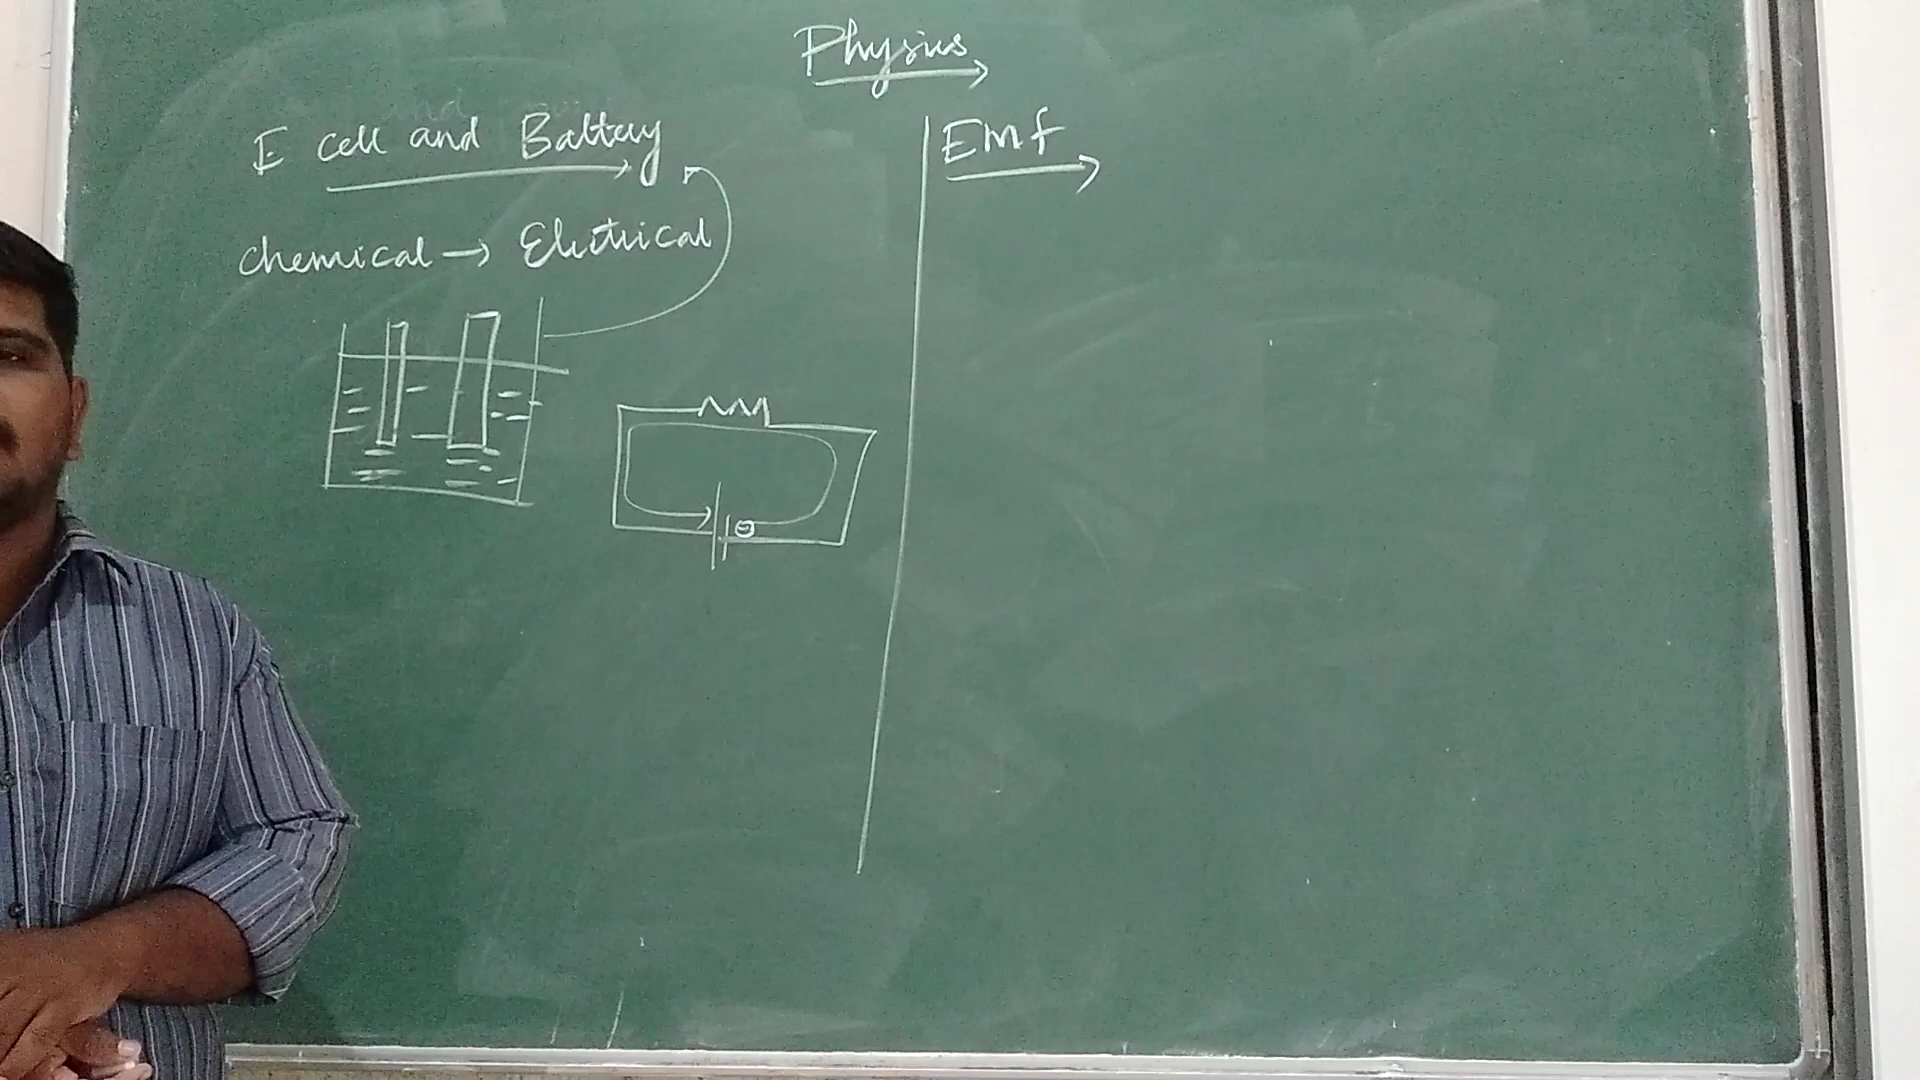 Physics
E cell and Battery
chemical → Electrical
⊖
Emf